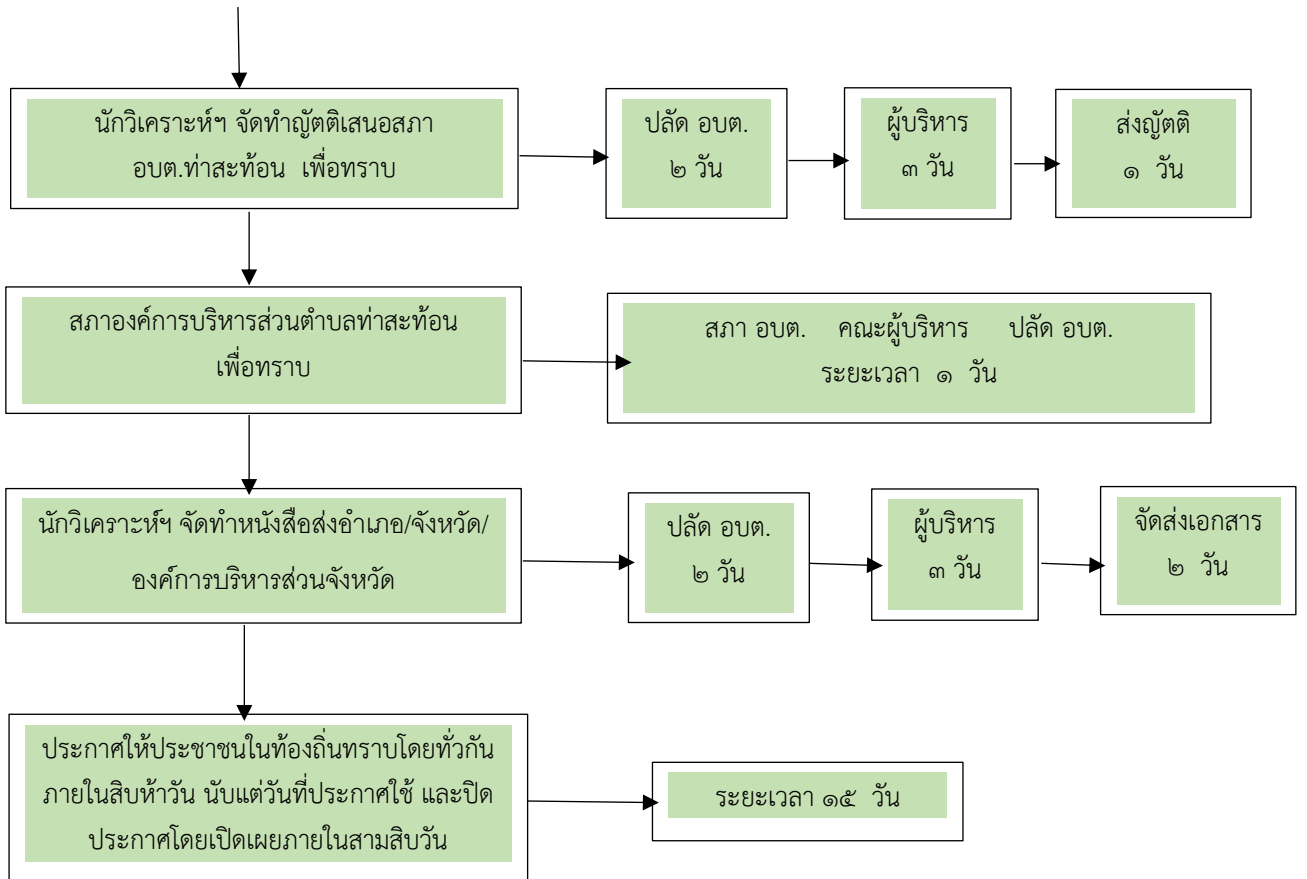 นักวิเคราะห์ฯ จัดทำญัตติเสนอสภา
อบต.ท่าสะท้อน เพื่อทราบ
ปลัด อบต.
๒ วัน
ผู้บริหาร
๓ วัน
ส่งญัตติ
๑ วัน
สภาองค์การบริหารส่วนตำบลท่าสะท้อน
เพื่อทราบ
สภา อบต. คณะผู้บริหาร ปลัด อบต.
ระยะเวลา ๑ วัน
นักวิเคราะห์ฯ จัดทำหนังสือส่งอำเภอ/จังหวัด/
องค์การบริหารส่วนจังหวัด
ปลัด อบต.
๒ วัน
ผู้บริหาร
๓ วัน
จัดส่งเอกสาร
๒ วัน
ประกาศให้ประชาชนในท้องถิ่นทราบโดยทั่วกัน
ภายในสิบห้าวัน นับแต่วันที่ประกาศใช้ และปิด
ประกาศโดยเปิดเผยภายในสามสิบวัน
ระยะเวลา ๑๕ วัน